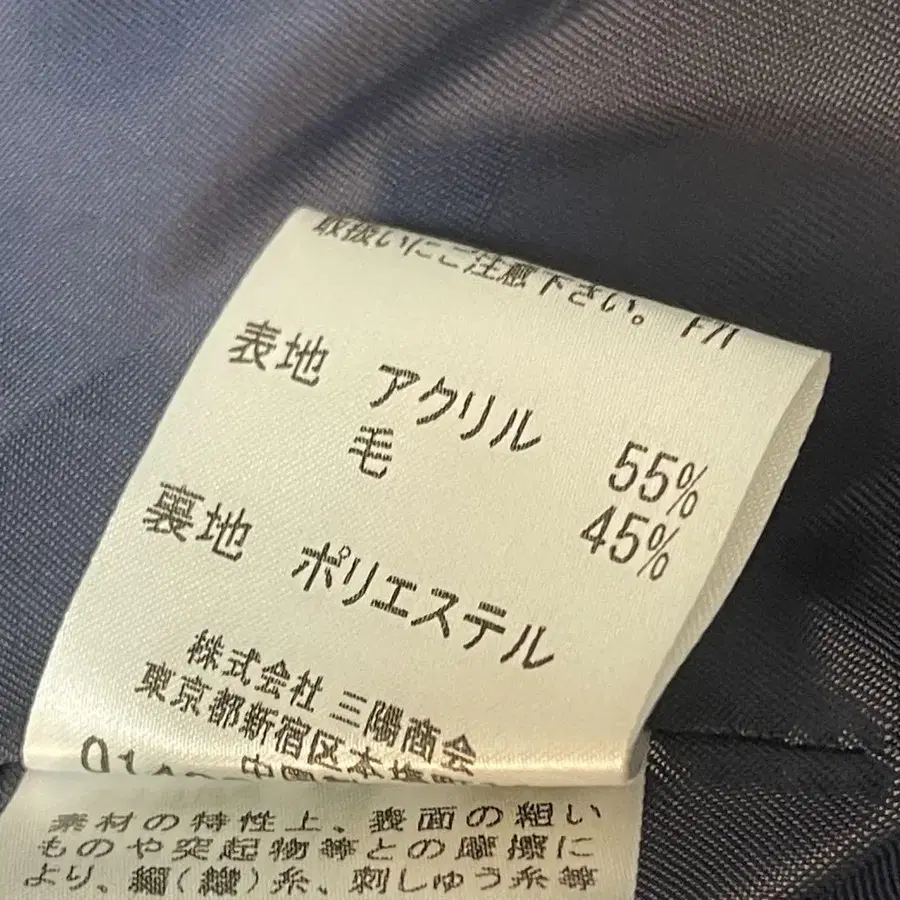 取扱いにご注意下さい。
表地 アクリル 55%
毛 45%
裏地 ポリエステル
株式会社 三陽商会
東京都新宿区本塩町
素材の特性上、表面の粗い
ものや突起物等との摩擦に
より、編(織)糸、刺しゅう糸等